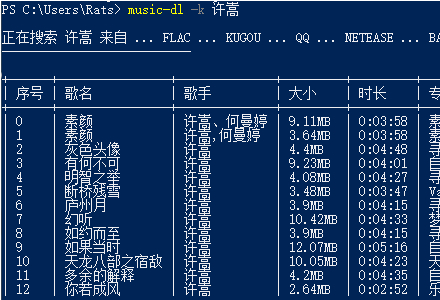 PS C:\Users\Rats> music-dl -k 许嵩
正在搜索 许嵩 来自 ... FLAC ... KUGOU ... QQ ... NETEASE ... BA
序号 | 歌名 | 歌手 | 大小 | 时长 | 专
0 | 素颜 | 许嵩、何曼婷 | 9.11MB | 0:03:58 | 素
1 | 素颜 | 许嵩,何曼婷 | 3.64MB | 0:03:58 | 素
2 | 灰色头像 | 许嵩 | 4.4MB | 0:04:48 | 寻
3 | 有何不可 | 许嵩 | 9.23MB | 0:04:01 | 自
4 | 明智之举 | 许嵩 | 4.08MB | 0:04:27 | 寻
5 | 断桥残雪 | 许嵩 | 3.48MB | 0:03:47 | Va
6 | 庐州月 | 许嵩 | 3.9MB | 0:04:15 | 寻
7 | 幻听 | 许嵩 | 10.42MB | 0:04:33 | 梦
8 | 如约而至 | 许嵩 | 3.9MB | 0:04:15 | 寻
9 | 如果当时 | 许嵩 | 12.07MB | 0:05:16 | 自
10 | 天龙八部之宿敌 | 许嵩 | 10.05MB | 0:04:23 | 天
11 | 多余的解释 | 许嵩 | 4.2MB | 0:04:35 | 自
12 | 你若成风 | 许嵩 | 2.64MB | 0:02:52 | 乐